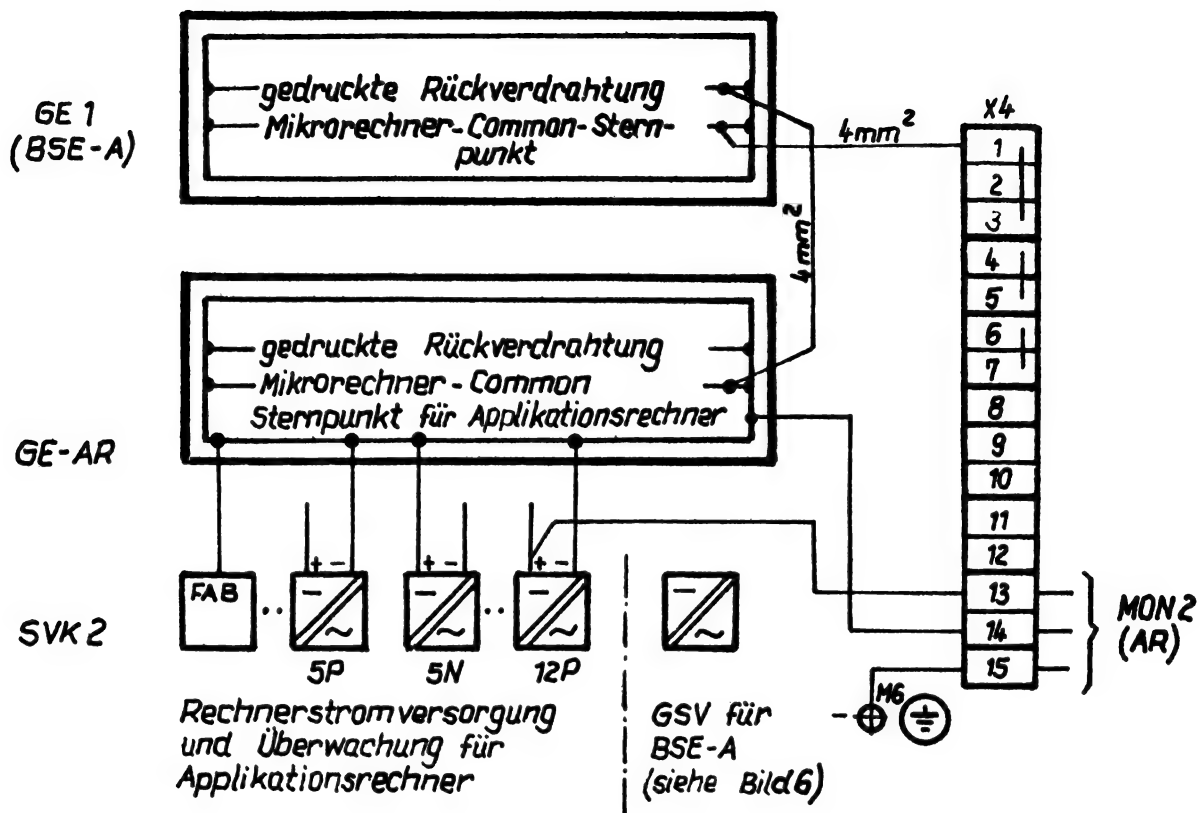 GE 1
(BSE-A)
gedruckte Rückverdrahtung
Mikrorechner-Common-Stern-
punkt
4mm²
4mm²
X4
1
2
3
4
5
6
7
8
9
10
11
12
13
14
15
GE-AR
gedruckte Rückverdrahtung
Mikrorechner-Common
Sternpunkt für Applikationsrechner
SVK 2
FAB
+ -
+ -
+ -
5P
5N
12P
MON 2
(AR)
M6
Rechnerstromversorgung
und Überwachung für
Applikationsrechner
GSV für
BSE-A
(siehe Bild 6)